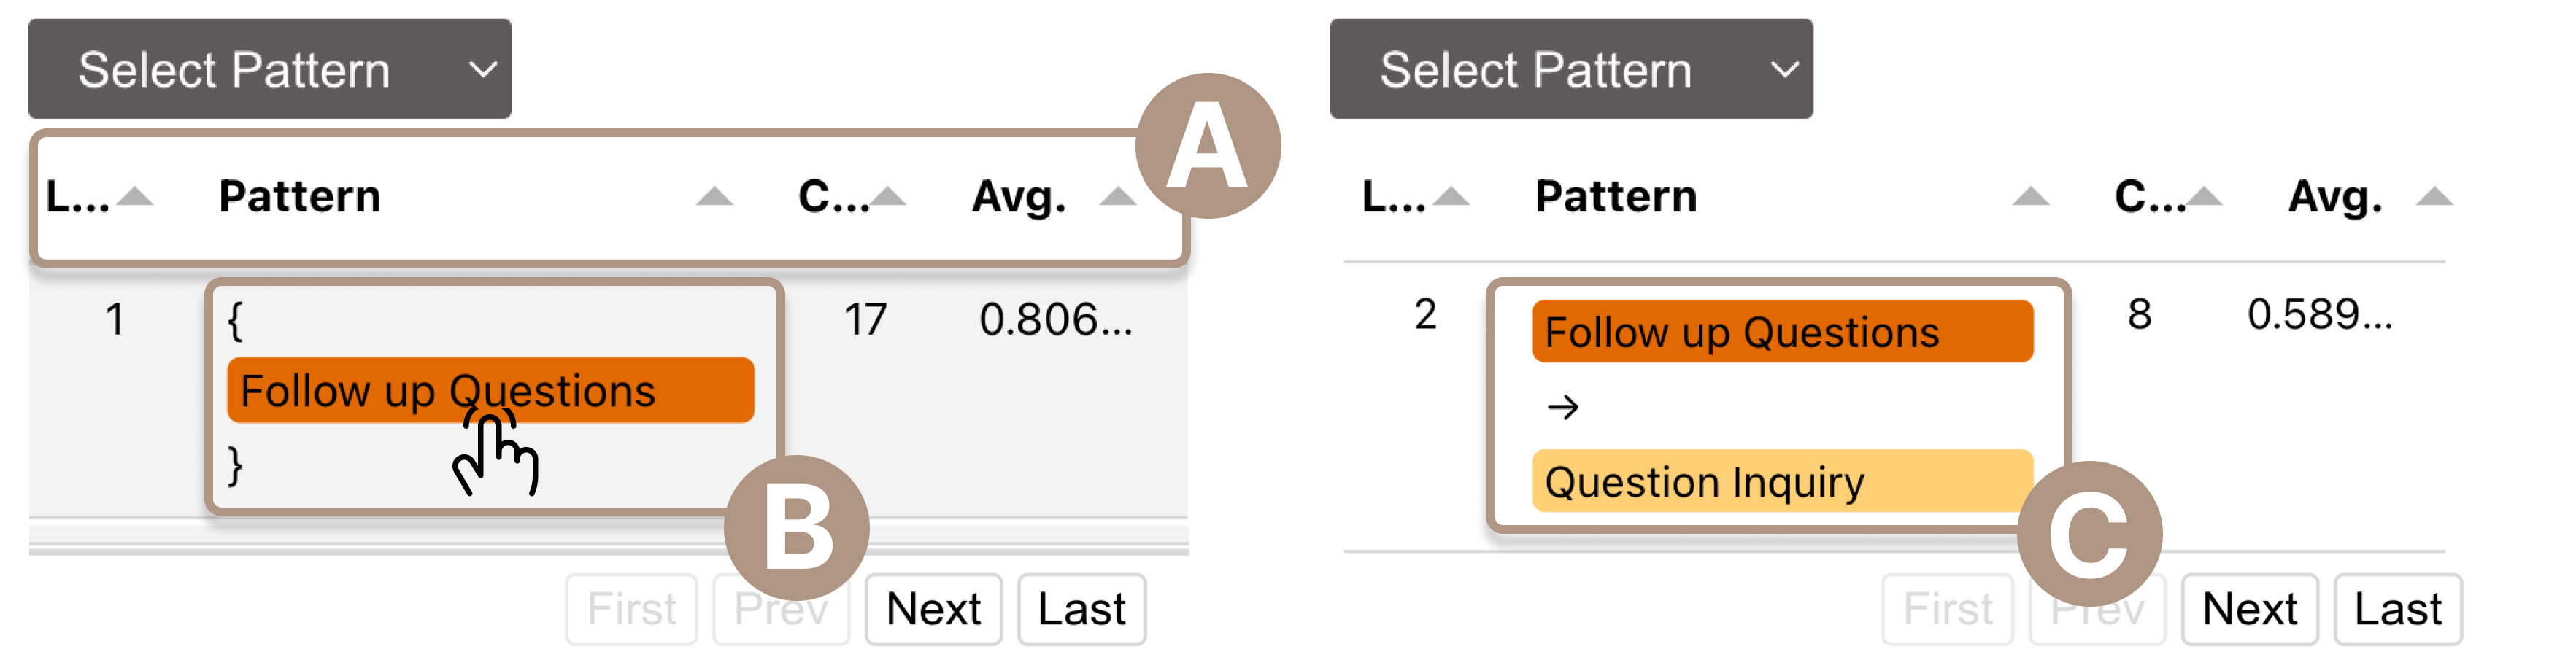 Select Pattern
L... Pattern C... Avg.
A
1 { 17 0.806...
Follow up Questions
}
B
First Prev Next Last
Select Pattern
L... Pattern C... Avg.
2 Follow up Questions 8 0.589...
→
Question Inquiry
C
First Prev Next Last